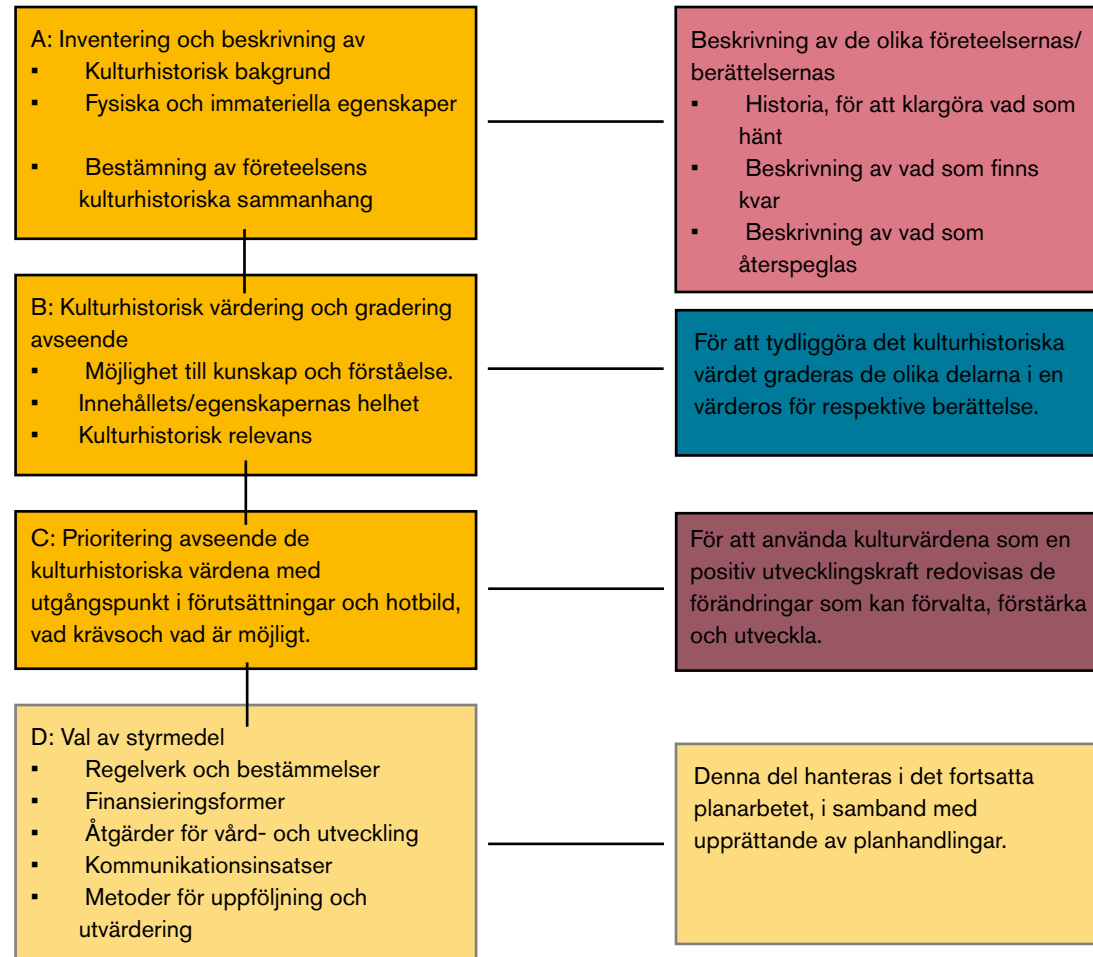 A: Inventering och beskrivning av
▪ Kulturhistorisk bakgrund
▪ Fysiska och immateriella egenskaper
▪ Bestämning av företeelsens
kulturhistoriska sammanhang
Beskrivning av de olika företeelsernas/
berättelsernas
▪ Historia, för att klargöra vad som
hänt
▪ Beskrivning av vad som finns
kvar
▪ Beskrivning av vad som
återspeglas
B: Kulturhistorisk värdering och gradering
avseende
▪ Möjlighet till kunskap och förståelse.
▪ Innehållets/egenskapernas helhet
▪ Kulturhistorisk relevans
För att tydliggöra det kulturhistoriska
värdet graderas de olika delarna i en
värderos för respektive berättelse.
C: Prioritering avseende de
kulturhistoriska värdena med
utgångspunkt i förutsättningar och hotbild,
vad krävsoch vad är möjligt.
För att använda kulturvärdena som en
positiv utvecklingskraft redovisas de
förändringar som kan förvalta, förstärka
och utveckla.
D: Val av styrmedel
▪ Regelverk och bestämmelser
▪ Finansieringsformer
▪ Åtgärder för vård- och utveckling
▪ Kommunikationsinsatser
▪ Metoder för uppföljning och
utvärdering
Denna del hanteras i det fortsatta
planarbetet, i samband med
upprättande av planhandlingar.